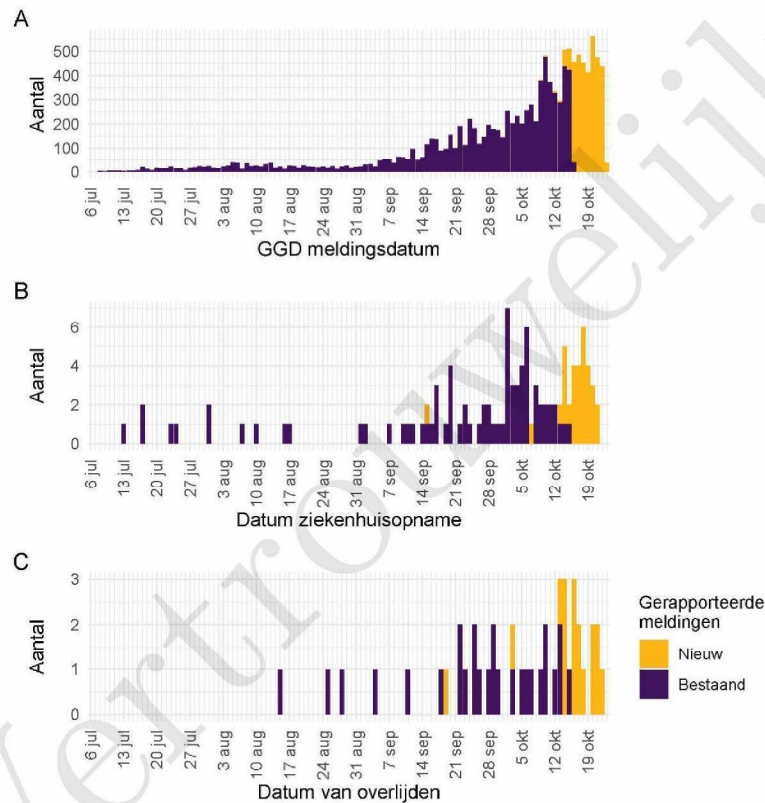 A
Aantal
500
400
300
200
100
0
6 jul
13 jul
20 jul
27 jul
3 aug
10 aug
17 aug
24 aug
31 aug
7 sep
14 sep
21 sep
28 sep
5 okt
12 okt
19 okt
GGD meldingsdatum
B
Aantal
6
4
2
0
6 jul
13 jul
20 jul
27 jul
3 aug
10 aug
17 aug
24 aug
31 aug
7 sep
14 sep
21 sep
28 sep
5 okt
12 okt
19 okt
Datum ziekenhuisopname
C
Aantal
3
2
1
0
6 jul
13 jul
20 jul
27 jul
3 aug
10 aug
17 aug
24 aug
31 aug
7 sep
14 sep
21 sep
28 sep
5 okt
12 okt
19 okt
Datum van overlijden
Gerapporteerde
meldingen
Nieuw
Bestaand
Vertrouwelijk